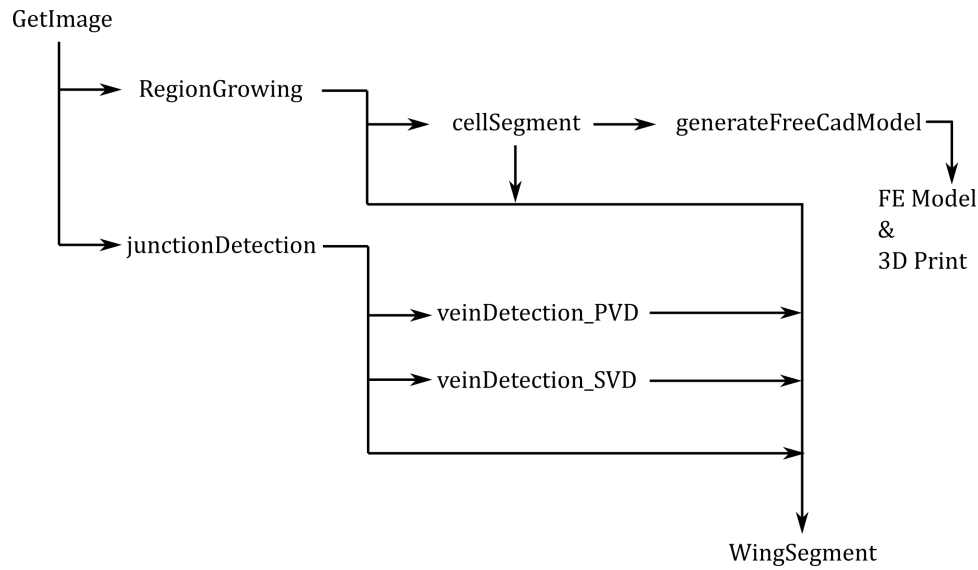 GetImage
RegionGrowing
cellSegment
generateFreeCadModel
FE Model
&
3D Print
junctionDetection
veinDetection_PVD
veinDetection_SVD
WingSegment